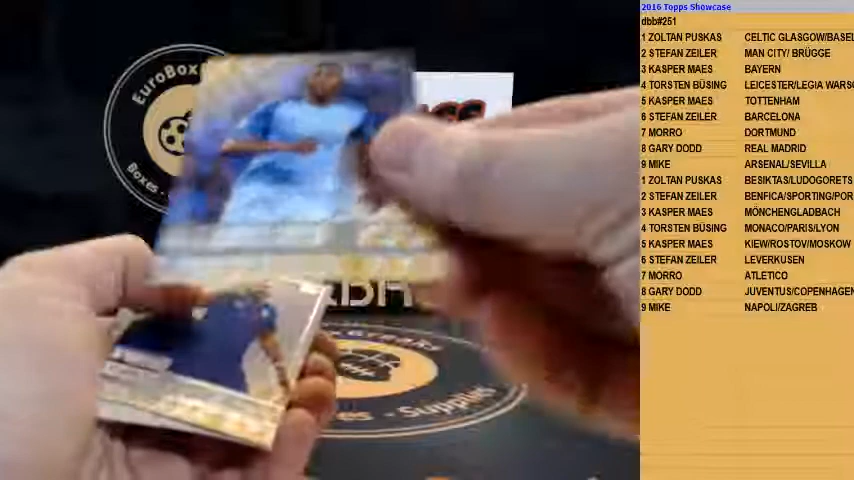 2016 Topps Showcase
dbb#251
1 ZOLTAN PUSKAS CELTIC GLASGOW/BASEL
2 STEFAN ZEILER MAN CITY/ BRÜGGE
3 KASPER MAES BAYERN
4 TORSTEN BÜSING LEICESTER/LEGIA WARS
5 KASPER MAES TOTTENHAM
6 STEFAN ZEILER BARCELONA
7 MORRO DORTMUND
8 GARY DODD REAL MADRID
9 MIKE ARSENAL/SEVILLA
1 ZOLTAN PUSKAS BESIKTAS/LUDOGORETS
2 STEFAN ZEILER BENFICA/SPORTING/POR
3 KASPER MAES MÖNCHENGLADBACH
4 TORSTEN BÜSING MONACO/PARIS/LYON
5 KASPER MAES KIEW/ROSTOV/MOSKOW
6 STEFAN ZEILER LEVERKUSEN
7 MORRO ATLETICO
8 GARY DODD JUVENTUS/COPENHAGEN
9 MIKE NAPOLI/ZAGREB
EuroBox
Boxes -
es - Supplies